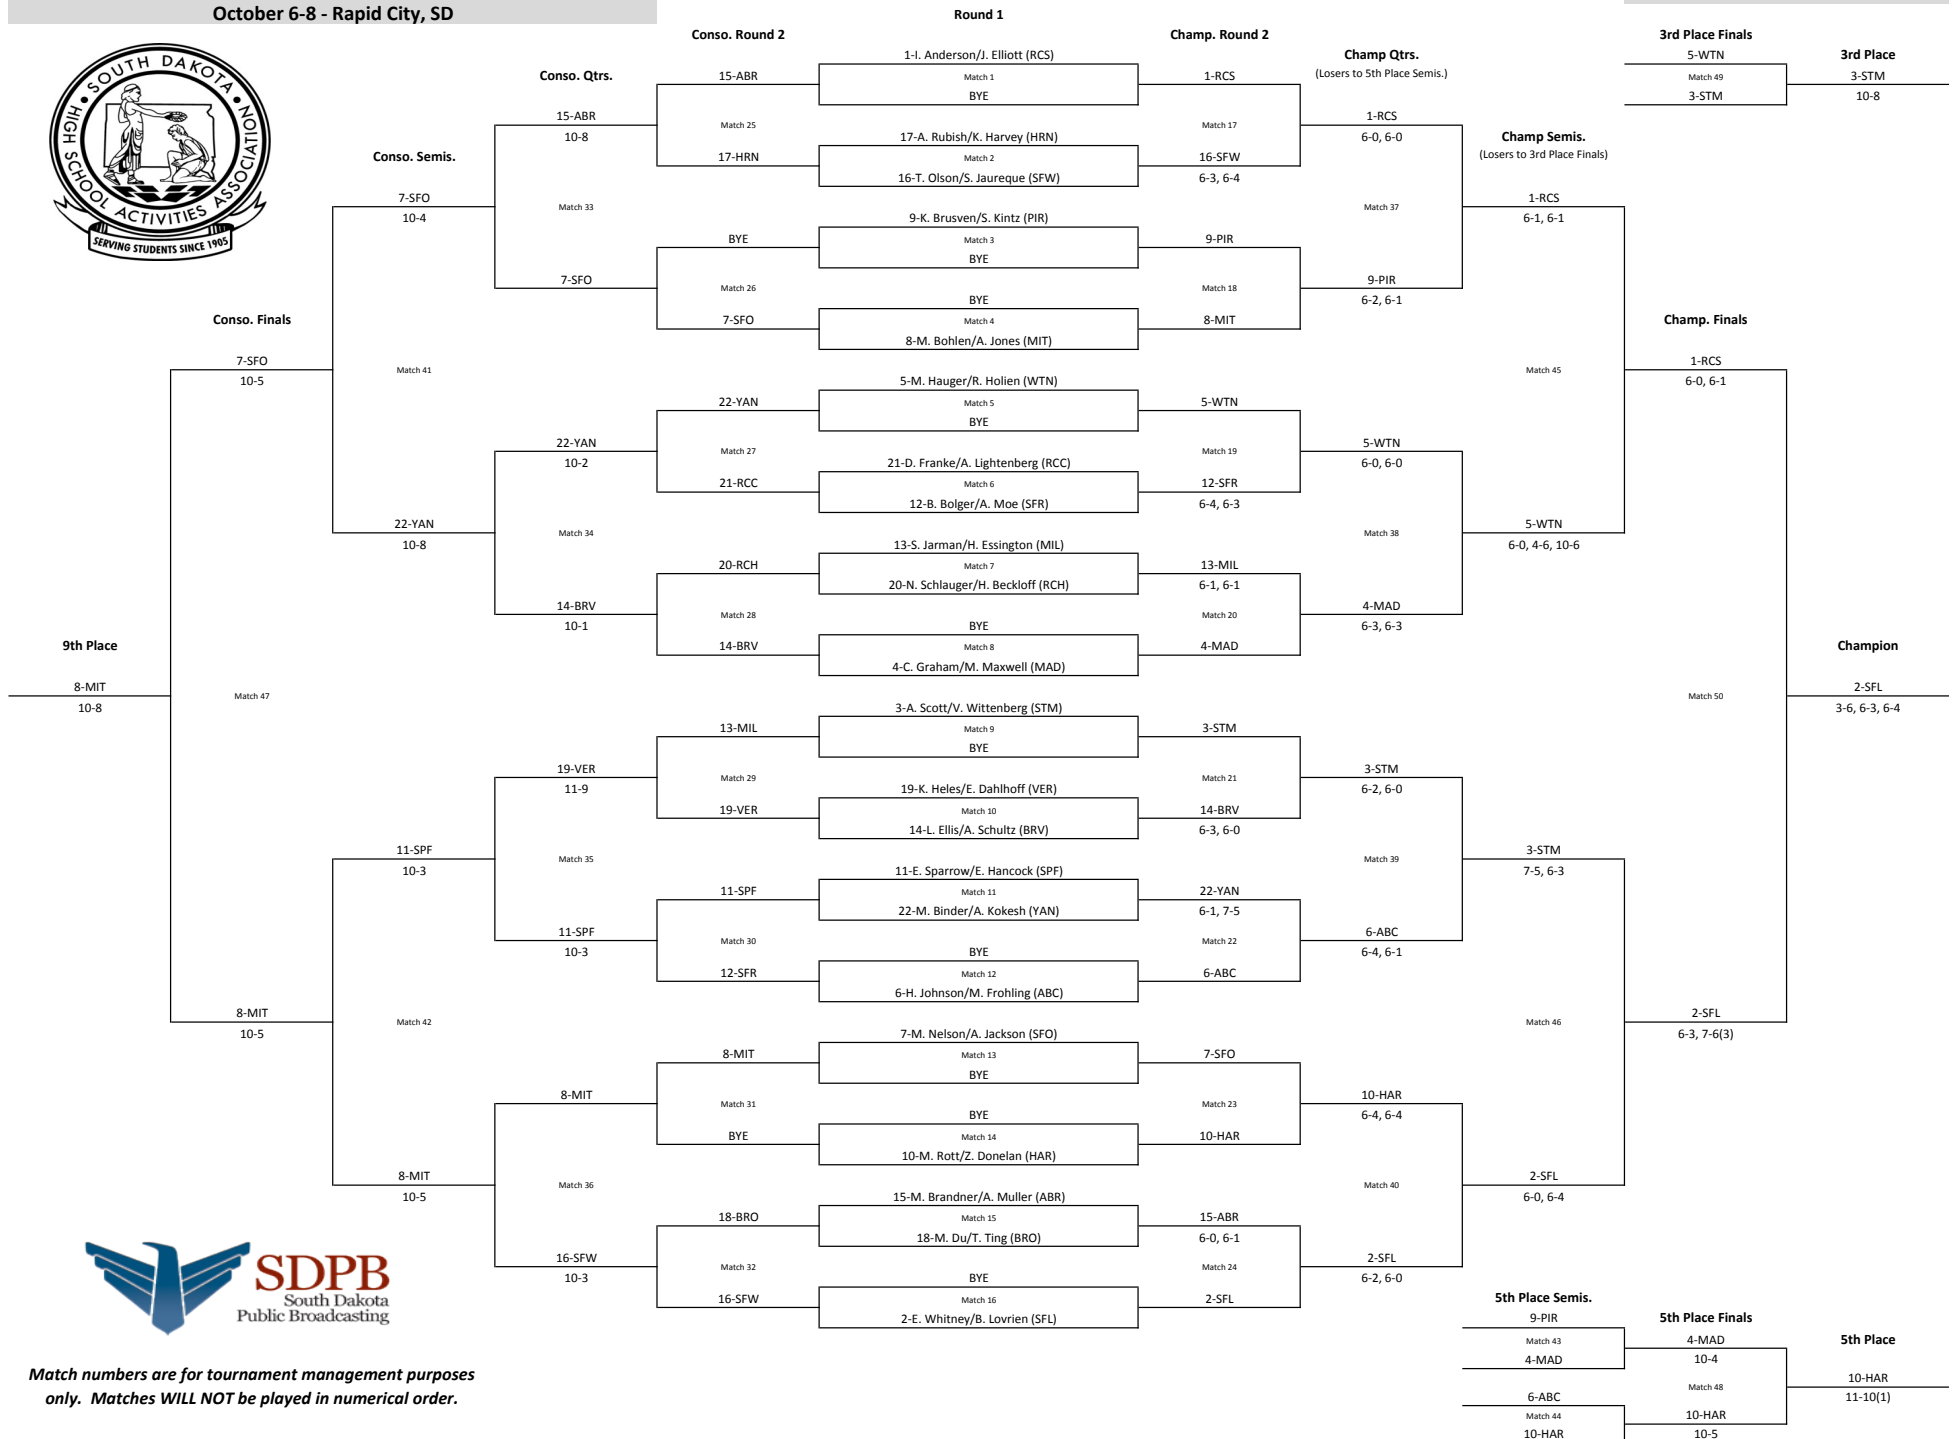 October 6-8 - Rapid City, SD
SOUTH DAKOTA
HIGH SCHOOL ACTIVITIES ASSOCIATION
SERVING STUDENTS SINCE 1905
Round 1
1-I. Anderson/J. Elliott (RCS)
Match 1
BYE
17-A. Rubish/K. Harvey (HRN)
Match 2
16-T. Olson/S. Jaureque (SFW)
9-K. Brusven/S. Kintz (PIR)
Match 3
BYE
BYE
Match 4
8-M. Bohlen/A. Jones (MIT)
5-M. Hauger/R. Holien (WTN)
Match 5
BYE
21-D. Franke/A. Lightenberg (RCC)
Match 6
12-B. Bolger/A. Moe (SFR)
13-S. Jarman/H. Essington (MIL)
Match 7
20-N. Schlauger/H. Beckloff (RCH)
BYE
Match 8
4-C. Graham/M. Maxwell (MAD)
3-A. Scott/V. Wittenberg (STM)
Match 9
BYE
19-K. Heles/E. Dahlhoff (VER)
Match 10
14-L. Ellis/A. Schultz (BRV)
11-E. Sparrow/E. Hancock (SPF)
Match 11
22-M. Binder/A. Kokesh (YAN)
BYE
Match 12
6-H. Johnson/M. Frohling (ABC)
7-M. Nelson/A. Jackson (SFO)
Match 13
BYE
BYE
Match 14
10-M. Rott/Z. Donelan (HAR)
15-M. Brandner/A. Muller (ABR)
Match 15
18-M. Du/T. Ting (BRO)
BYE
Match 16
2-E. Whitney/B. Lovrien (SFL)
Champ. Round 2
1-RCS
Match 17
16-SFW
6-3, 6-4
9-PIR
Match 18
8-MIT
5-WTN
Match 19
12-SFR
6-4, 6-3
13-MIL
6-1, 6-1
Match 20
4-MAD
3-STM
Match 21
14-BRV
6-3, 6-0
22-YAN
6-1, 7-5
Match 22
6-ABC
7-SFO
Match 23
10-HAR
15-ABR
6-0, 6-1
Match 24
2-SFL
Champ Qtrs.
(Losers to 5th Place Semis.)
1-RCS
6-0, 6-0
Match 37
9-PIR
6-2, 6-1
5-WTN
6-0, 6-0
Match 38
4-MAD
6-3, 6-3
3-STM
6-2, 6-0
Match 39
6-ABC
6-4, 6-1
10-HAR
6-4, 6-4
Match 40
2-SFL
6-2, 6-0
Champ Semis.
(Losers to 3rd Place Finals)
1-RCS
6-1, 6-1
Match 45
5-WTN
6-0, 4-6, 10-6
3-STM
7-5, 6-3
Match 46
2-SFL
6-0, 6-4
Champ. Finals
1-RCS
6-0, 6-1
Match 50
2-SFL
6-3, 7-6(3)
Champion
2-SFL
3-6, 6-3, 6-4
3rd Place Finals
5-WTN
Match 49
3-STM
3rd Place
3-STM
10-8
Conso. Round 2
15-ABR
Match 25
17-HRN
BYE
Match 26
7-SFO
22-YAN
Match 27
21-RCC
20-RCH
Match 28
14-BRV
13-MIL
Match 29
19-VER
11-SPF
Match 30
12-SFR
8-MIT
Match 31
BYE
18-BRO
Match 32
16-SFW
Conso. Qtrs.
15-ABR
10-8
Match 33
7-SFO
22-YAN
10-2
Match 34
14-BRV
10-1
19-VER
11-9
Match 35
11-SPF
10-3
8-MIT
Match 36
16-SFW
10-3
Conso. Semis.
7-SFO
10-4
Match 41
22-YAN
10-8
11-SPF
10-3
Match 42
8-MIT
10-5
Conso. Finals
7-SFO
10-5
Match 47
8-MIT
10-5
9th Place
8-MIT
10-8
5th Place Semis.
9-PIR
Match 43
4-MAD
6-ABC
Match 44
10-HAR
5th Place Finals
4-MAD
10-4
Match 48
10-HAR
10-5
5th Place
10-HAR
11-10(1)
SDPB
South Dakota
Public Broadcasting
Match numbers are for tournament management purposes
only. Matches WILL NOT be played in numerical order.